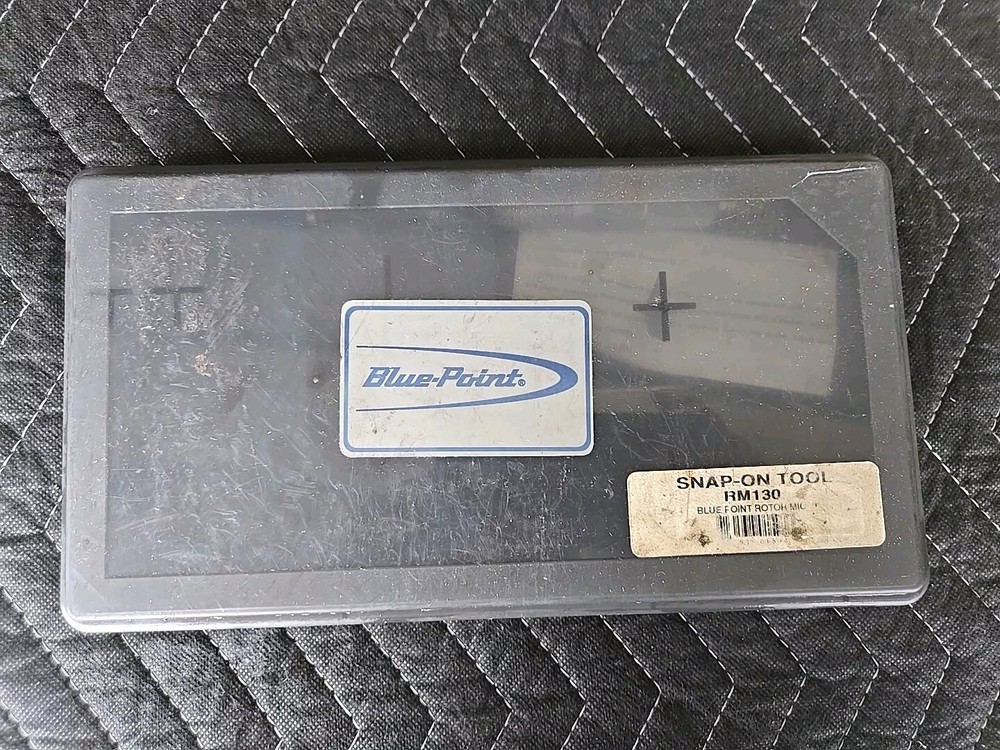 Blue-Point®
SNAP-ON TOOL
RM130
BLUE POINT ROTOR MIC